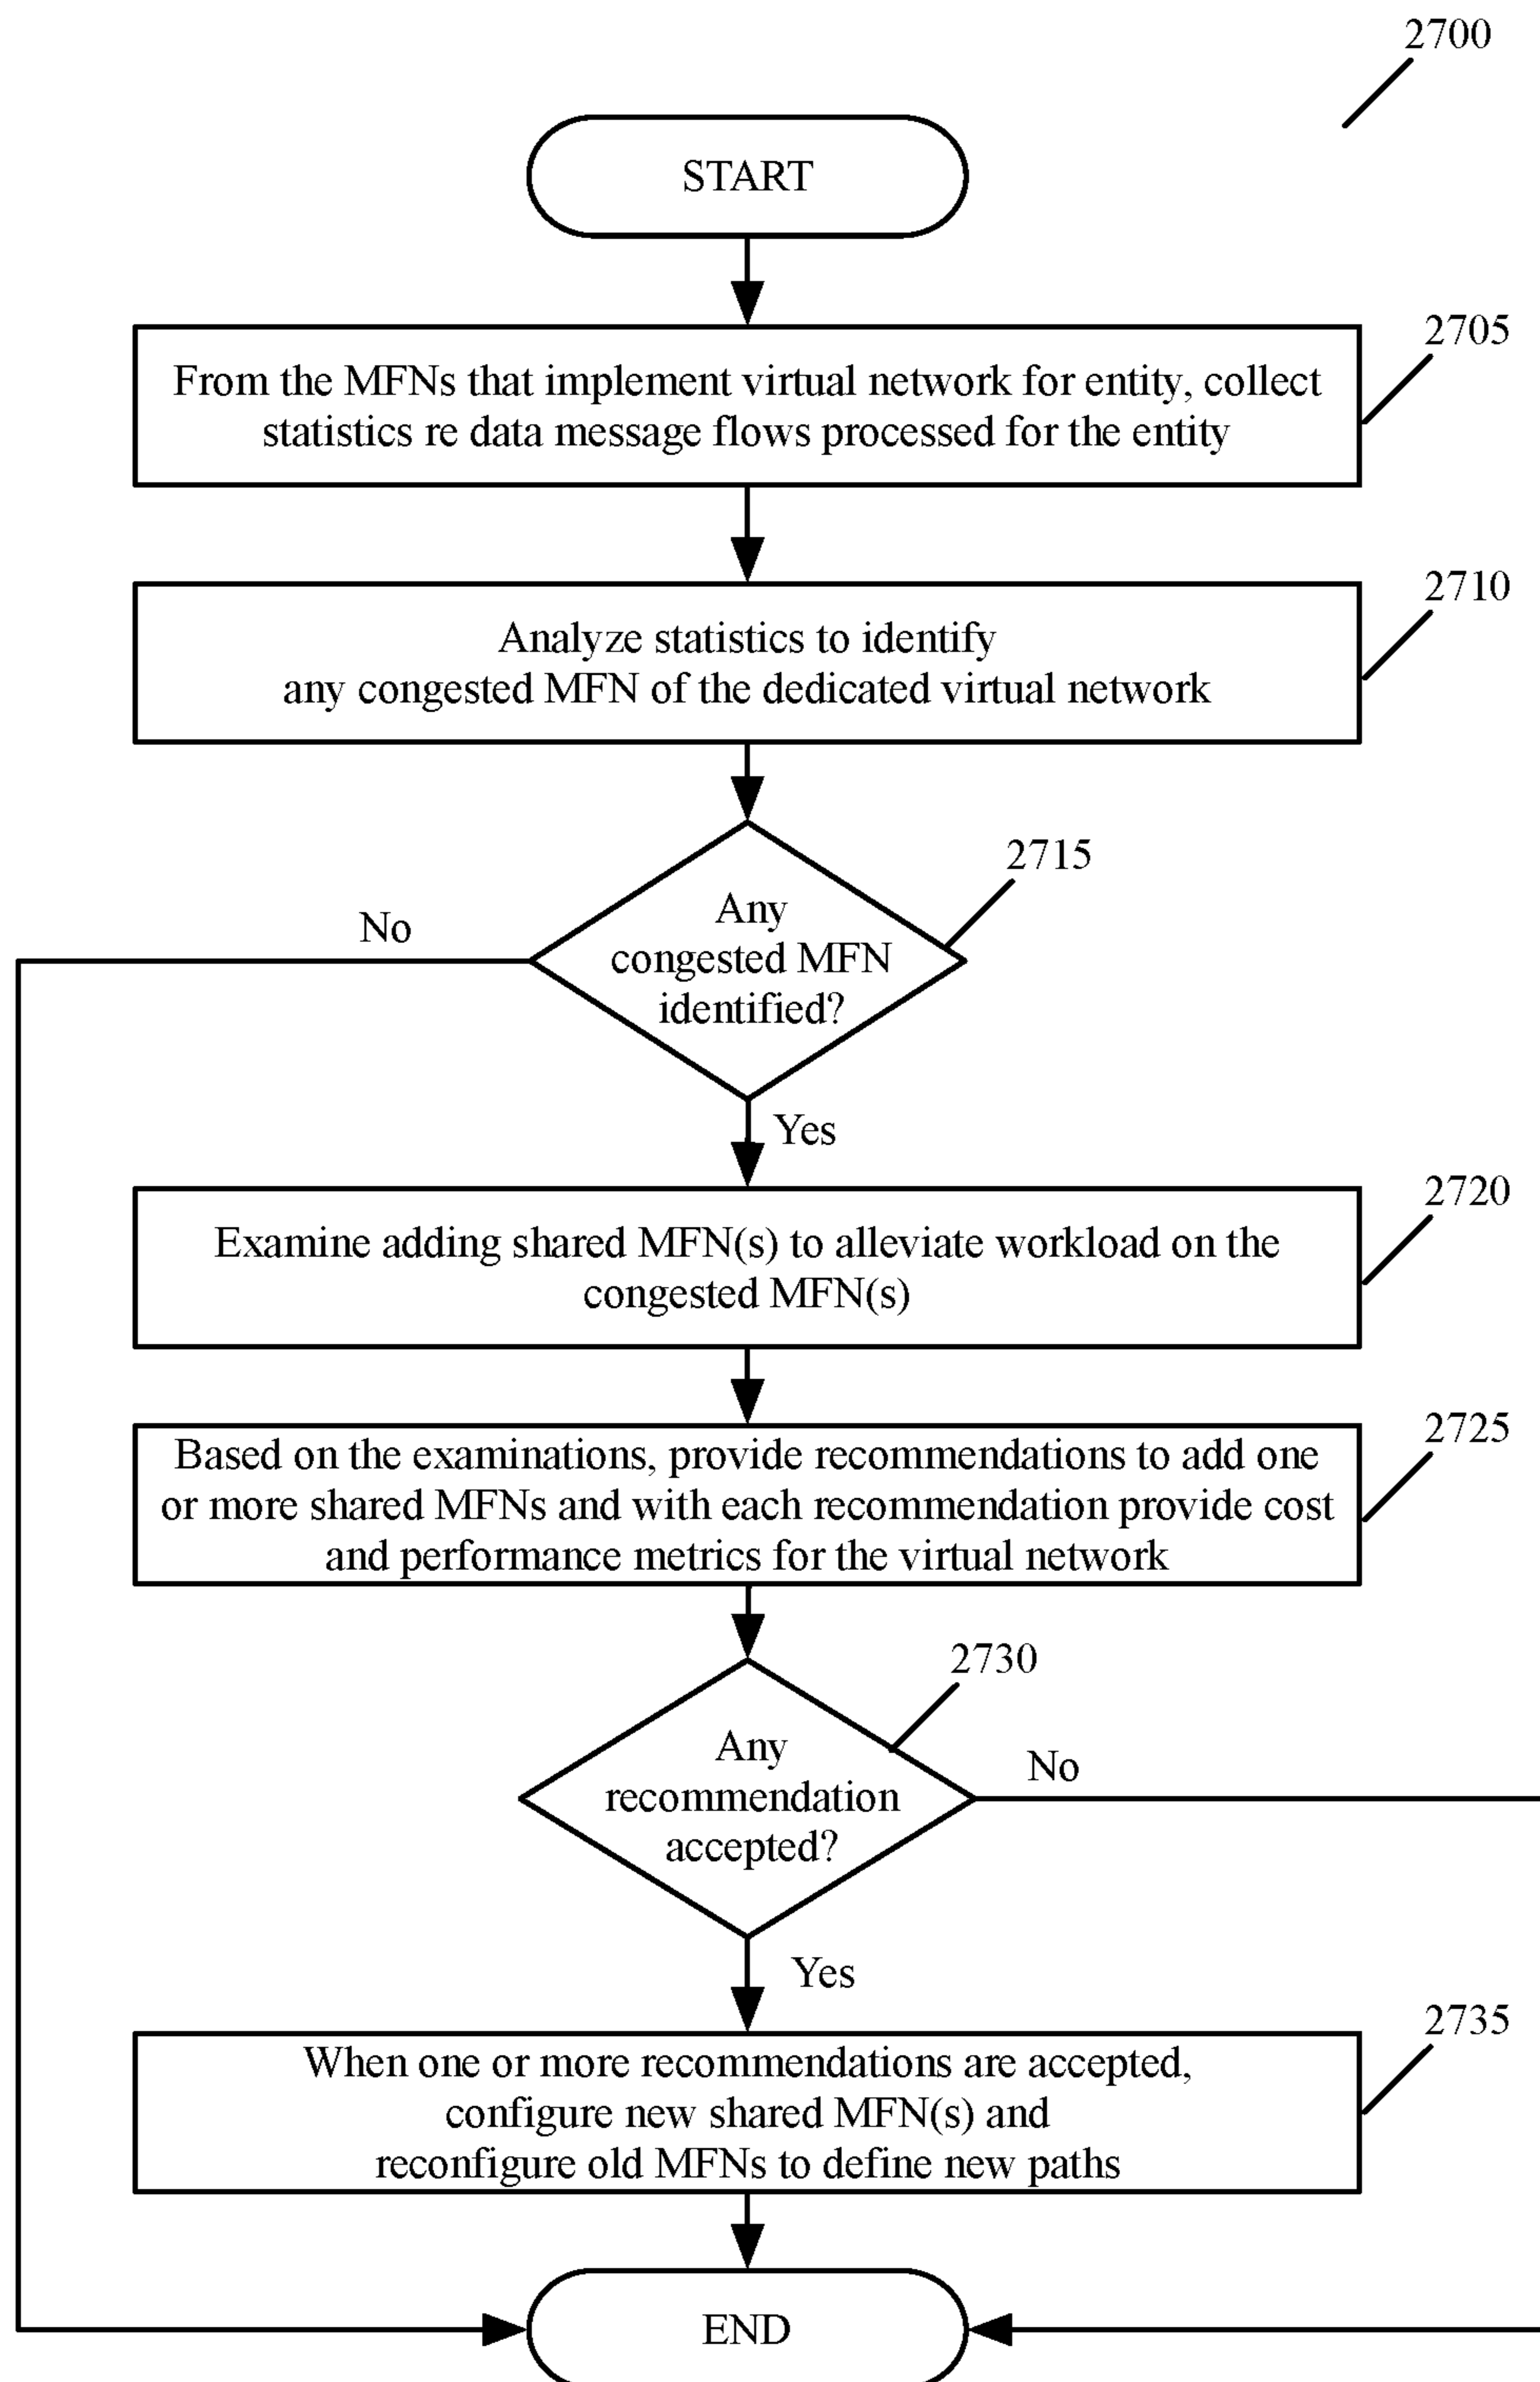 2700
START
2705
From the MFNs that implement virtual network for entity, collect
statistics re data message flows processed for the entity
2710
Analyze statistics to identify
any congested MFN of the dedicated virtual network
2715
Any
congested MFN
identified?
No
Yes
2720
Examine adding shared MFN(s) to alleviate workload on the
congested MFN(s)
2725
Based on the examinations, provide recommendations to add one
or more shared MFNs and with each recommendation provide cost
and performance metrics for the virtual network
2730
Any
recommendation
accepted?
No
Yes
2735
When one or more recommendations are accepted,
configure new shared MFN(s) and
reconfigure old MFNs to define new paths
END